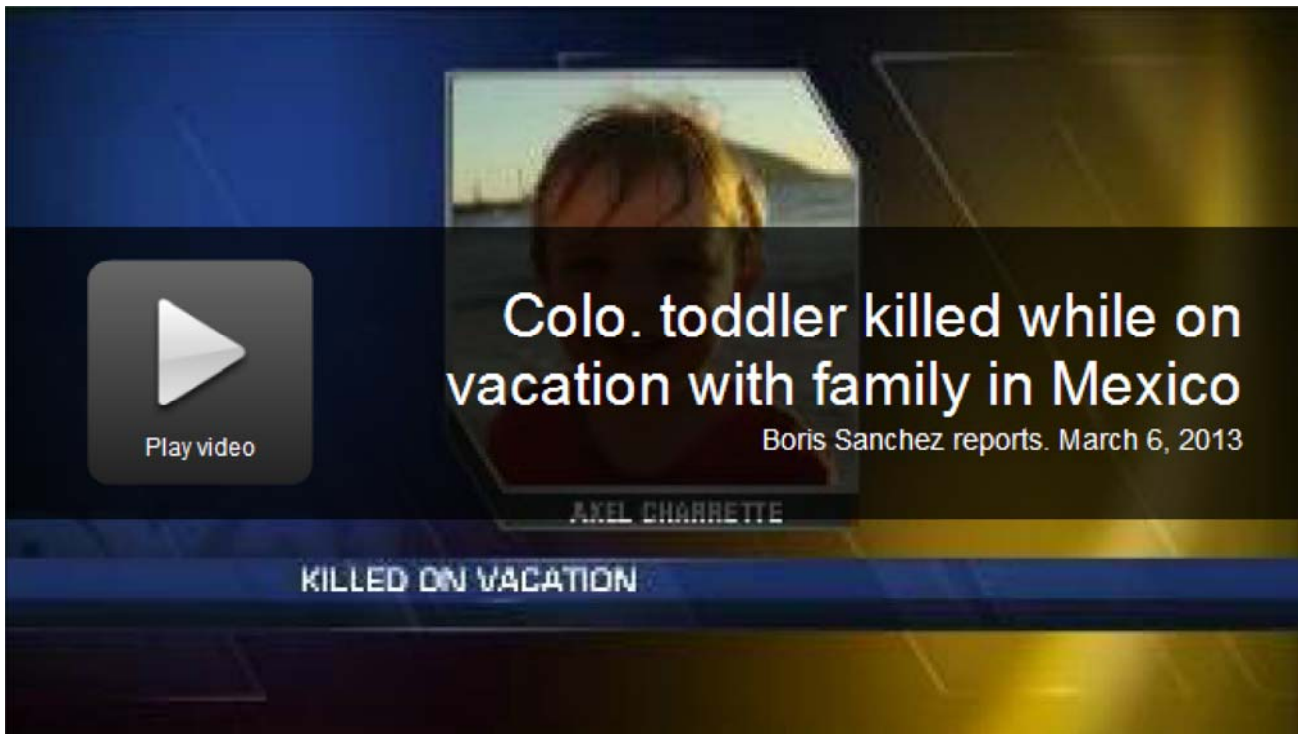 Colo. toddler killed while on
vacation with family in Mexico
Boris Sanchez reports. March 6, 2013
Play video
AXEL CHARRETTE
KILLED ON VACATION